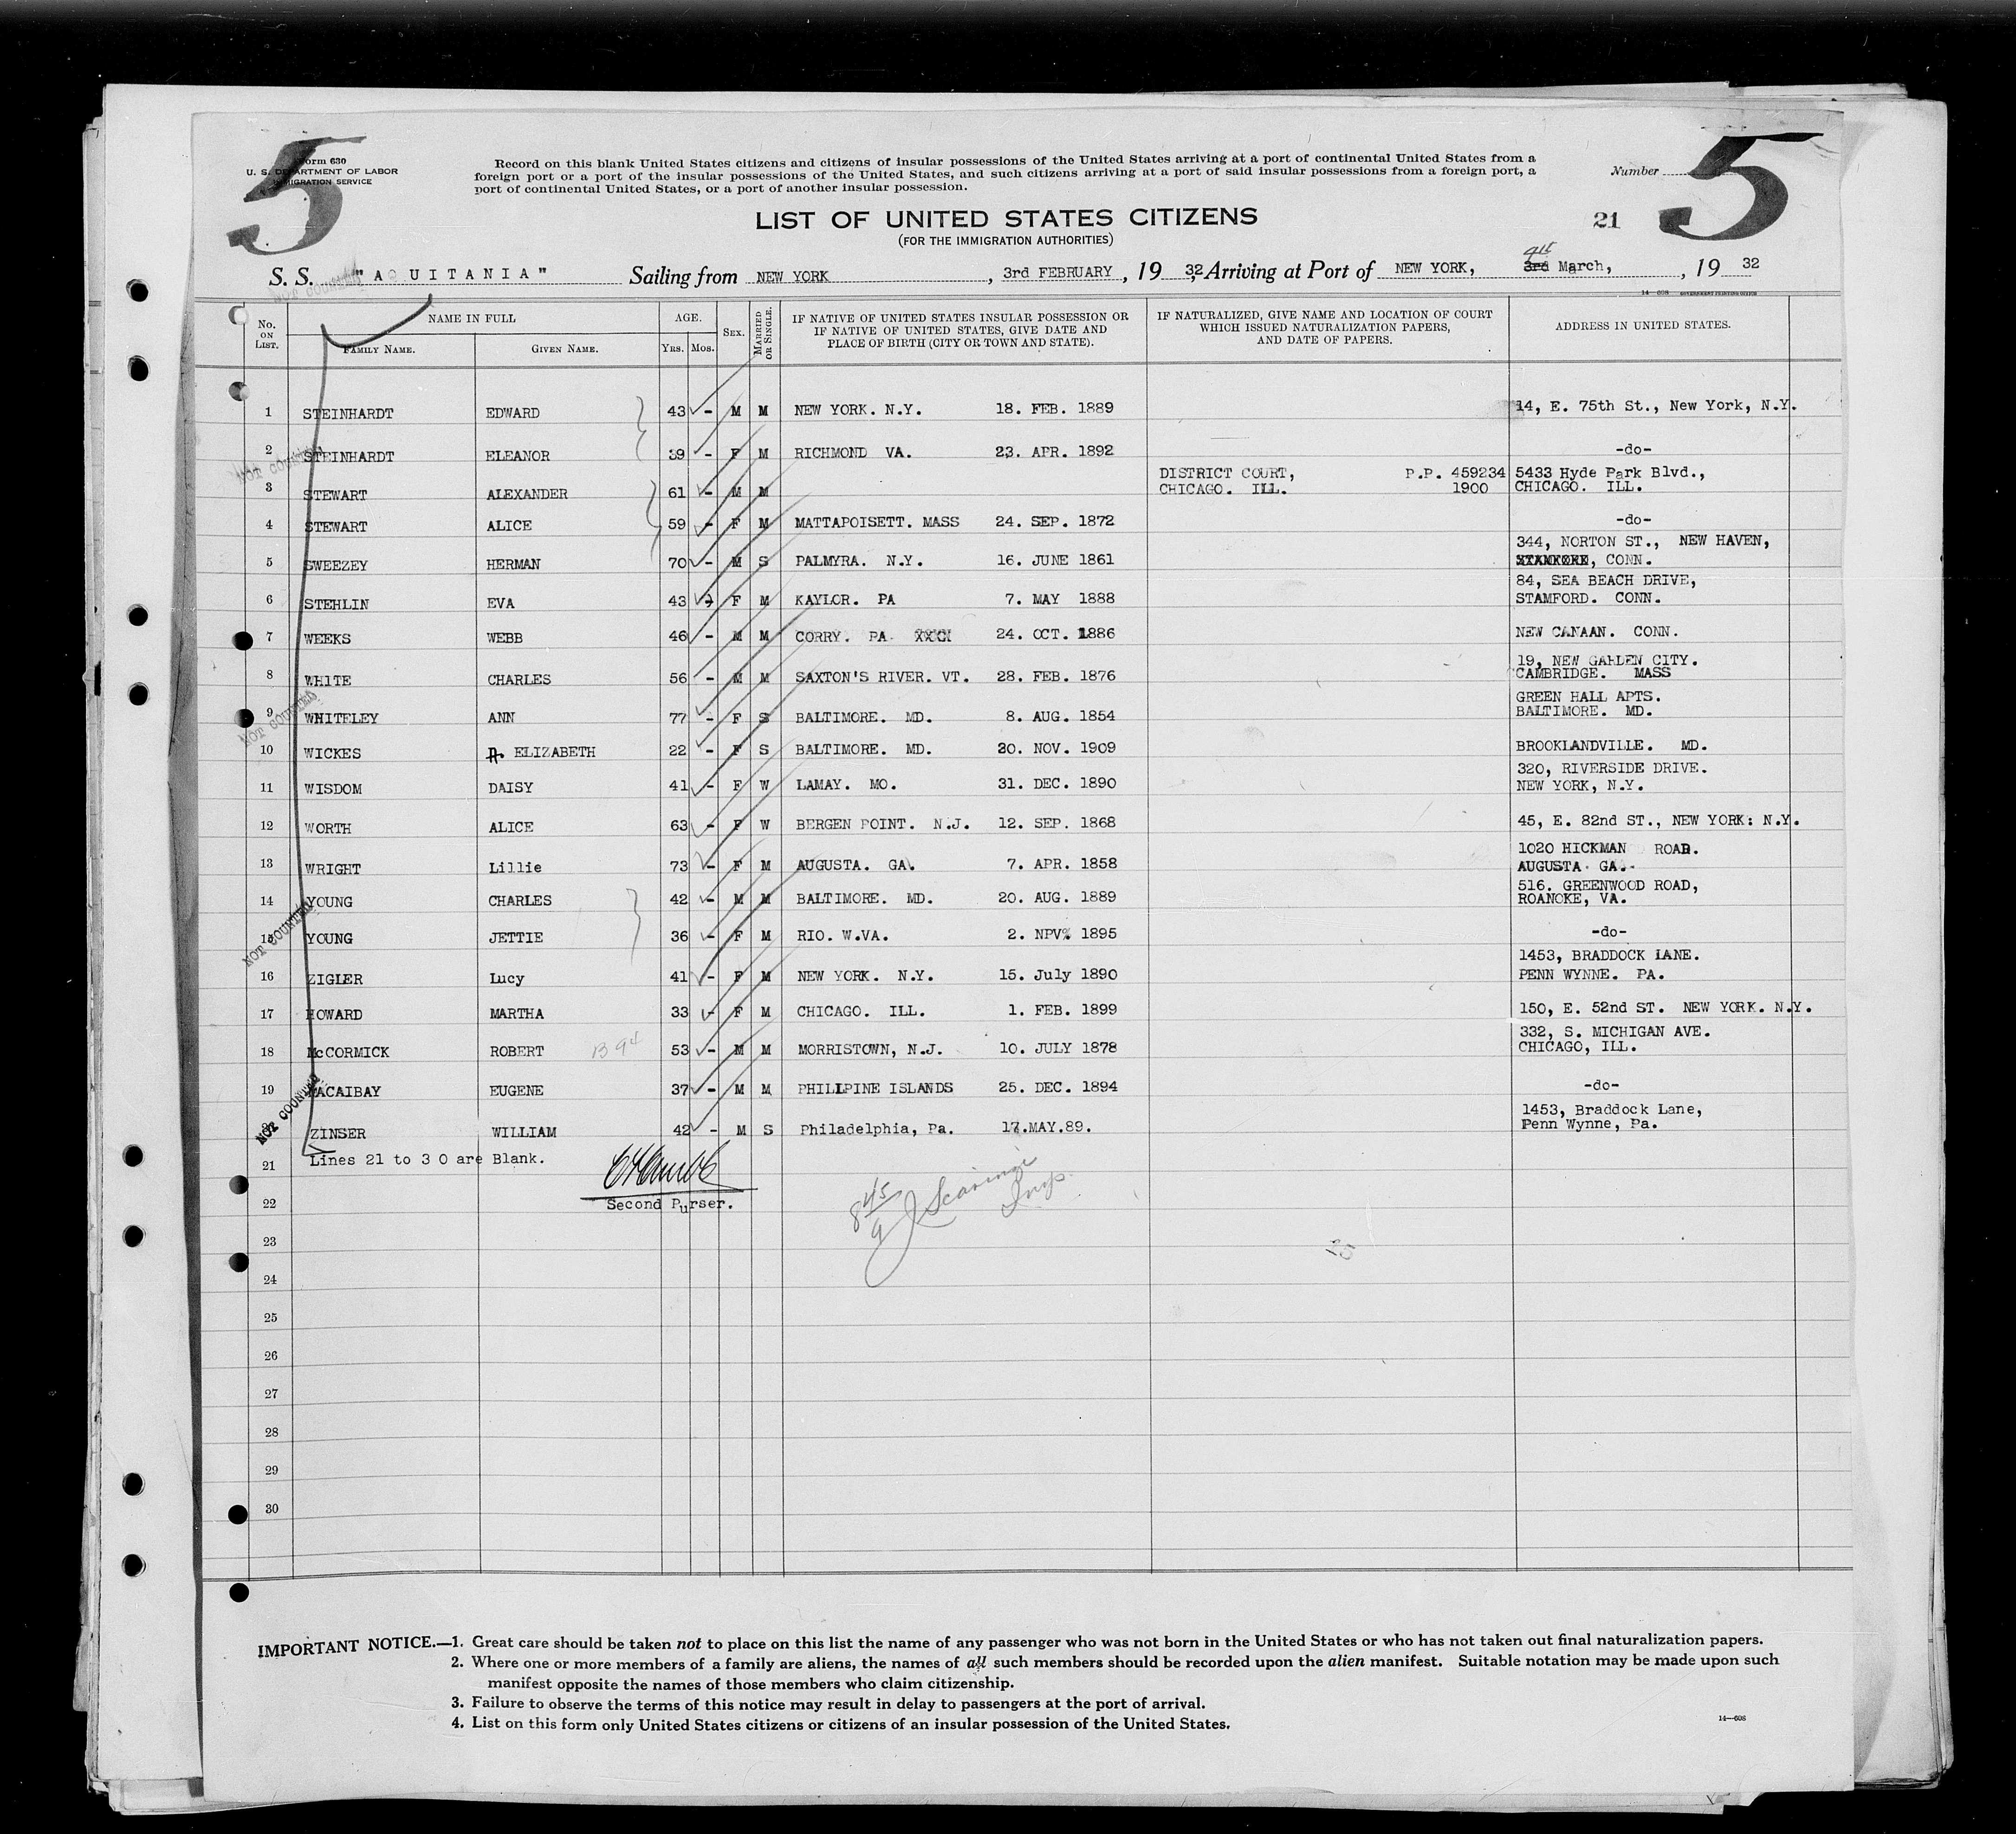 5
Form 630
U. S. DEPARTMENT OF LABOR
IMMIGRATION SERVICE
Record on this blank United States citizens and citizens of insular possessions of the United States arriving at a port of continental United States from a
foreign port or a port of the insular possessions of the United States, and such citizens arriving at a port of said insular possessions from a foreign port, a
port of continental United States, or a port of another insular possession.
Number
5
LIST OF UNITED STATES CITIZENS
(FOR THE IMMIGRATION AUTHORITIES)
21
S. S. "AQUITANIA" Sailing from NEW YORK, 3rd FEBRUARY, 1932, Arriving at Port of NEW YORK, 3rd March, 1932
NOT COUNTED
14—608 GOVERNMENT PRINTING OFFICE
No. ON LIST. NAME IN FULL FAMILY NAME. GIVEN NAME. AGE. YRS. MOS. SEX. MARRIED OR SINGLE. IF NATIVE OF UNITED STATES INSULAR POSSESSION OR IF NATIVE OF UNITED STATES, GIVE DATE AND PLACE OF BIRTH (CITY OR TOWN AND STATE). IF NATURALIZED, GIVE NAME AND LOCATION OF COURT WHICH ISSUED NATURALIZATION PAPERS, AND DATE OF PAPERS. ADDRESS IN UNITED STATES.
1 STEINHARDT EDWARD 43 - M M NEW YORK. N.Y. 18. FEB. 1889 14, E. 75th St., New York, N.Y.
2 STEINHARDT ELEANOR 39 - F M RICHMOND VA. 23. APR. 1892 -do-
NOT COUNTED
DISTRICT COURT, P.P. 459234 5433 Hyde Park Blvd.,
3 STEWART ALEXANDER 61 - M M CHICAGO. ILL. 1900 CHICAGO. ILL.
4 STEWART ALICE 59 - F M MATTAPOISETT. MASS 24. SEP. 1872 -do-
344, NORTON ST., NEW HAVEN,
5 SWEEZEY HERMAN 70 - M S PALMYRA. N.Y. 16. JUNE 1861 STAMFORD, CONN.
84, SEA BEACH DRIVE,
6 STEHLIN EVA 43 - F M KAYLOR. PA 7. MAY 1888 STAMFORD. CONN.
7 WEEKS WEBB 46 - M M CORRY. PA 24. OCT. 1886 NEW CANAAN. CONN.
19, NEW GARDEN CITY.
8 WHITE CHARLES 56 - M M SAXTON'S RIVER. VT. 28. FEB. 1876 CAMBRIDGE. MASS
GREEN HALL APTS.
9 WHITELEY ANN 77 - F S BALTIMORE. MD. 8. AUG. 1854 BALTIMORE. MD.
NOT COUNTED
10 WICKES A. ELIZABETH 22 - F S BALTIMORE. MD. 20. NOV. 1909 BROOKLANDVILLE. MD.
320, RIVERSIDE DRIVE.
11 WISDOM DAISY 41 - F W LAMAY. MO. 31. DEC. 1890 NEW YORK, N.Y.
12 WORTH ALICE 63 - F W BERGEN POINT. N.J. 12. SEP. 1868 45, E. 82nd ST., NEW YORK: N.Y.
1020 HICKMAN ROAD.
13 WRIGHT Lillie 73 - F M AUGUSTA. GA. 7. APR. 1858 AUGUSTA. GA.
516. GREENWOOD ROAD,
14 YOUNG CHARLES 42 - M M BALTIMORE. MD. 20. AUG. 1889 ROANOKE, VA.
15 YOUNG JETTIE 36 - F M RIO. W.VA. 2. NPV% 1895 -do-
NOT COUNTED
1453, BRADDOCK LANE.
16 ZIGLER Lucy 41 - F M NEW YORK. N.Y. 15. July 1890 PENN WYNNE. PA.
17 HOWARD MARTHA 33 - F M CHICAGO. ILL. 1. FEB. 1899 150, E. 52nd ST. NEW YORK. N.Y.
332, S. MICHIGAN AVE.
18 McCORMICK ROBERT 53 - M M MORRISTOWN, N.J. 10. JULY 1878 CHICAGO, ILL.
19 MACAIBAY EUGENE 37 - M M PHILLPINE ISLANDS 25. DEC. 1894 -do-
NOT COUNTED
1453, Braddock Lane,
ZINSER WILLIAM 42 - M S Philadelphia, Pa. 17.MAY.89. Penn Wynne, Pa.
21 Lines 21 to 3 0 are Blank.
22 Second Purser.
23
24
25
26
27
28
29
30
IMPORTANT NOTICE.—1. Great care should be taken not to place on this list the name of any passenger who was not born in the United States or who has not taken out final naturalization papers.
2. Where one or more members of a family are aliens, the names of all such members should be recorded upon the alien manifest. Suitable notation may be made upon such
manifest opposite the names of those members who claim citizenship.
3. Failure to observe the terms of this notice may result in delay to passengers at the port of arrival.
4. List on this form only United States citizens or citizens of an insular possession of the United States.
14—608